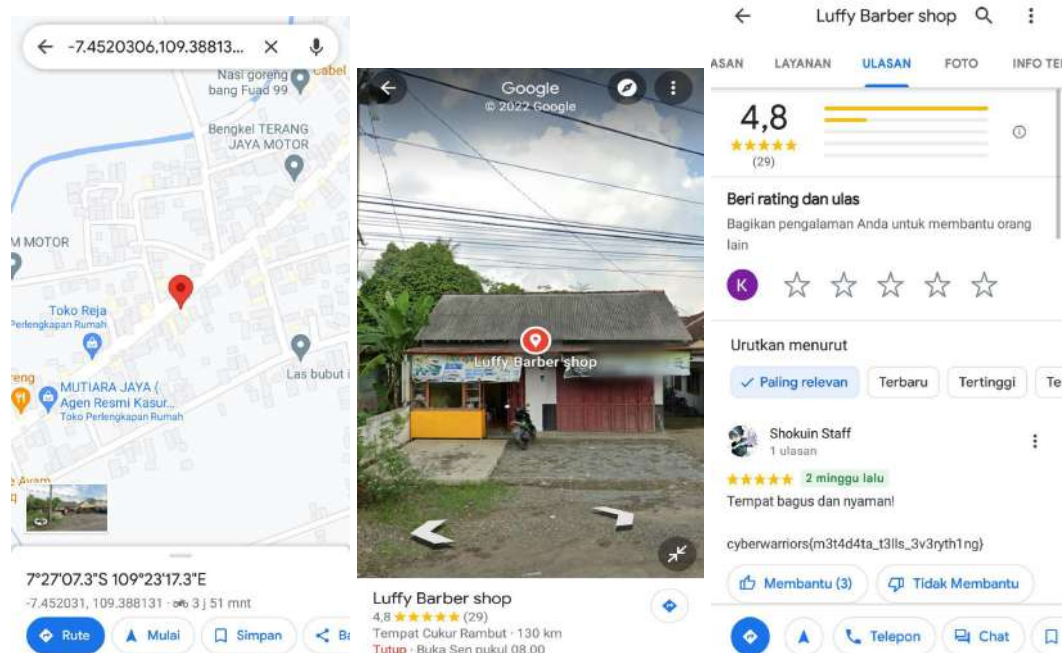 -7.4520306,109.38813...
Nasi goreng
bang Fuad 99
Cabel
Bengkel TERANG
JAYA MOTOR
M MOTOR
Toko Reja
Perlengkapan Rumah
Las bubut i
MUTIARA JAYA (
Agen Resmi Kasur...
Toko Perlengkapan Rumah
7°27'07.3"S 109°23'17.3"E
-7.452031, 109.388131 · 3 j 51 mnt
Rute
Mulai
Simpan
Ba
Google
© 2022 Google
Luffy Barber shop
Luffy Barber shop
4,8 ★★★★★ (29)
Tempat Cukur Rambut · 130 km
Tutup · Buka Sen pukul 08.00
Luffy Barber shop
ASAN LAYANAN ULASAN FOTO INFO TE
4,8
(29)
Beri rating dan ulas
Bagikan pengalaman Anda untuk membantu orang
lain
K
Urutkan menurut
Paling relevan
Terbaru
Tertinggi
Te
Shokuin Staff
1 ulasan
2 minggu lalu
Tempat bagus dan nyaman!
cyberwarriors{m3t4d4ta_t3lls_3v3ryth1ng}
Membantu (3)
Tidak Membantu
Telepon
Chat